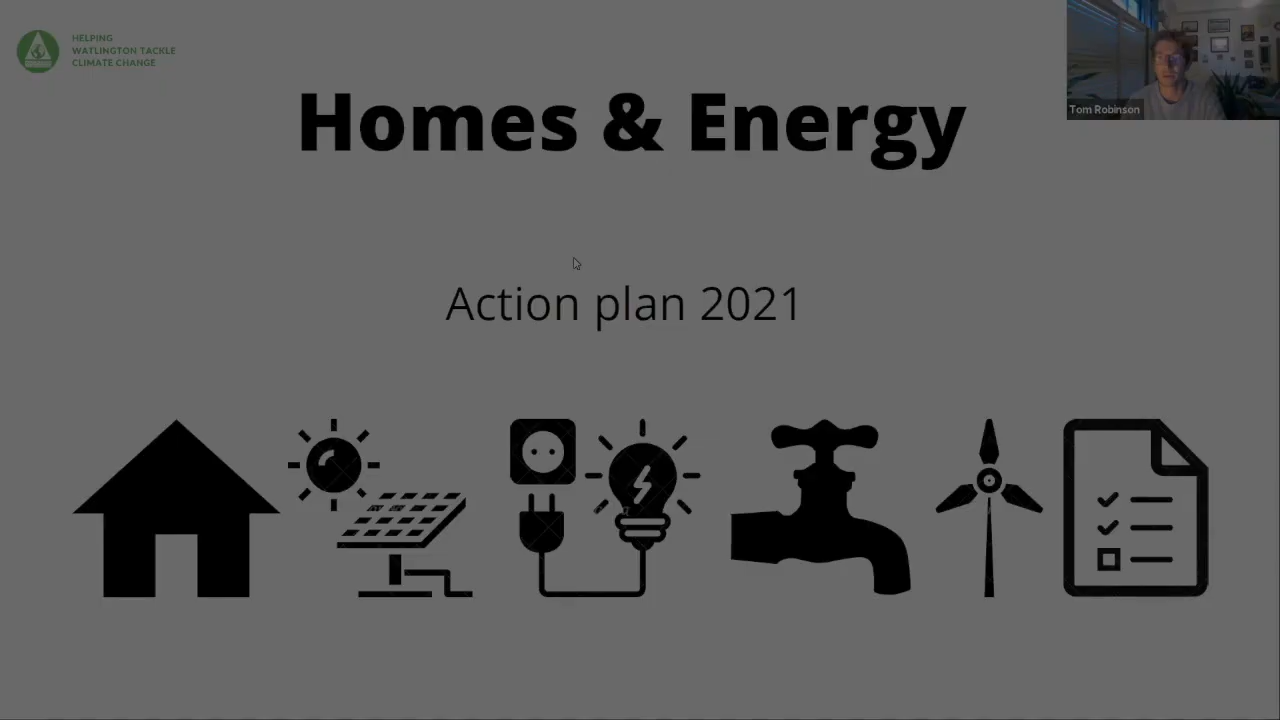 HELPING
WATLINGTON TACKLE
CLIMATE CHANGE
Homes & Energy
Tom Robinson
Action plan 2021